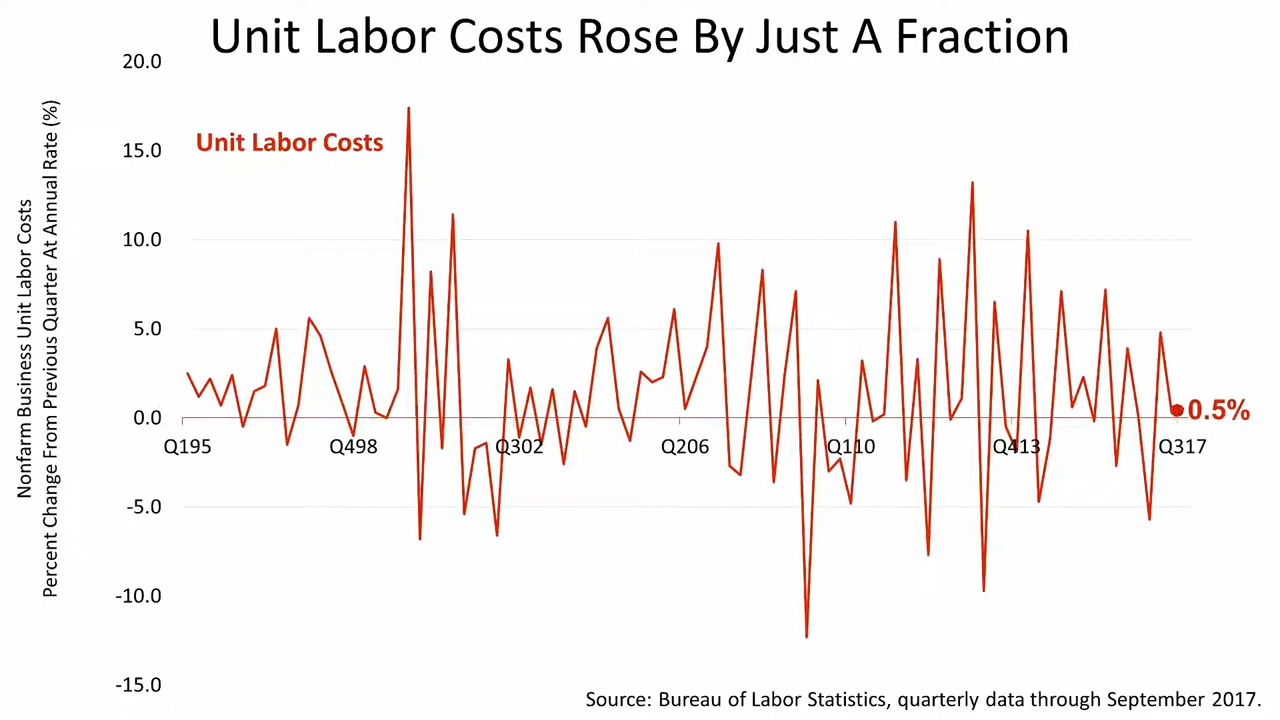 Unit Labor Costs Rose By Just A Fraction
Nonfarm Business Unit Labor Costs
Percent Change From Previous Quarter At Annual Rate (%)
20.0
15.0
10.0
5.0
0.0
-5.0
-10.0
-15.0
Unit Labor Costs
0.5%
Q195 Q498 Q302 Q206 Q110 Q413 Q317
Source: Bureau of Labor Statistics, quarterly data through September 2017.